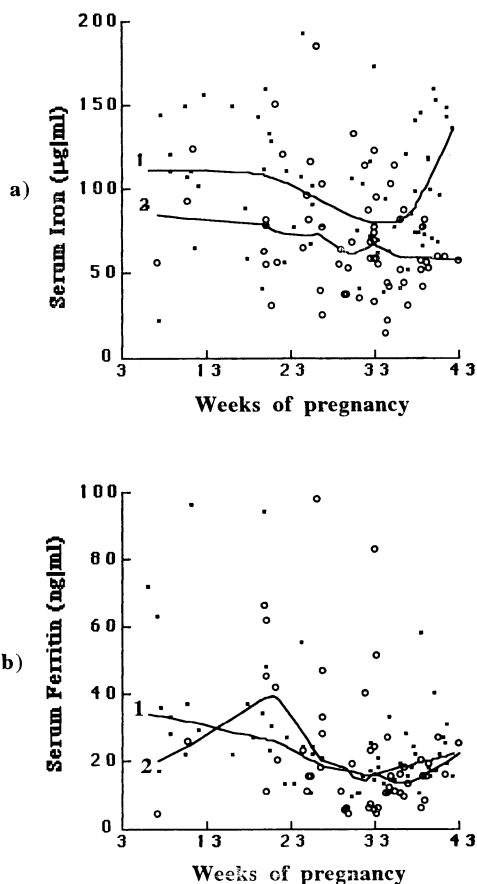 a)
Serum Iron (µg|ml)
200
150
100
50
0
1
2
3 13 23 33 43
Weeks of pregnancy
b)
Serum Ferritin (ng|ml)
100
80
60
40
20
0
1
2
3 13 23 33 43
Weeks of pregnancy